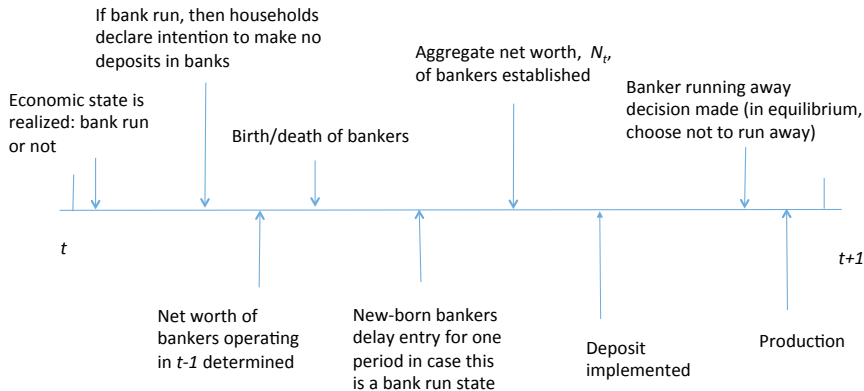 If bank run, then households
declare intention to make no
deposits in banks
Aggregate net worth, Nt,
of bankers established
Banker running away
decision made (in equilibrium,
choose not to run away)
Economic state is
realized: bank run
or not
Birth/death of bankers
t
t+1
Net worth of
bankers operating
in t-1 determined
New-born bankers
delay entry for one
period in case this
is a bank run state
Deposit
implemented
Production